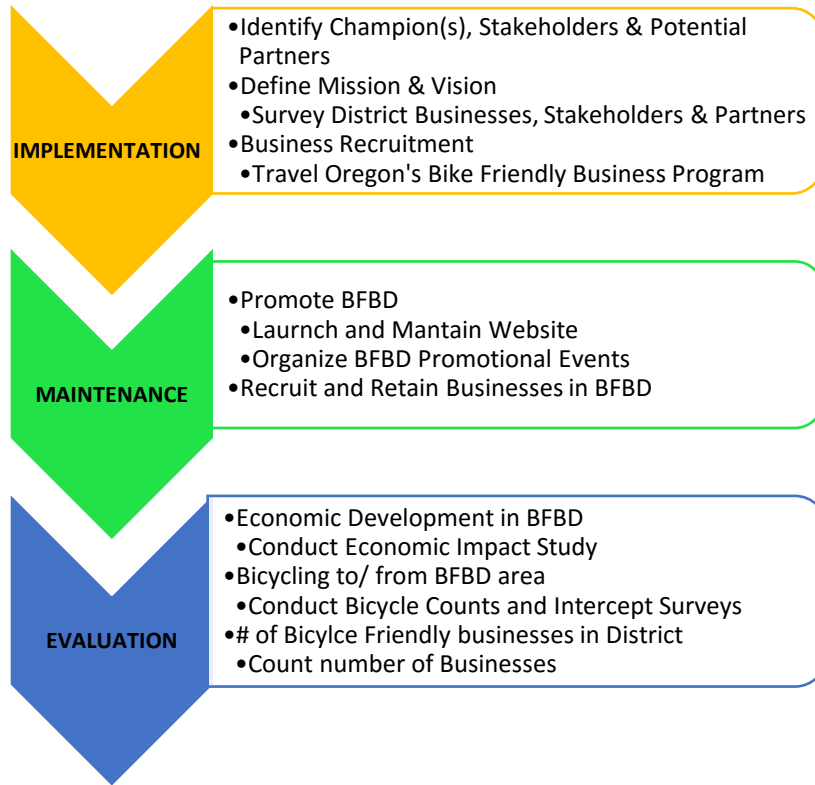 IMPLEMENTATION
•Identify Champion(s), Stakeholders & Potential
Partners
•Define Mission & Vision
•Survey District Businesses, Stakeholders & Partners
•Business Recruitment
•Travel Oregon's Bike Friendly Business Program
MAINTENANCE
•Promote BFBD
•Laurnch and Mantain Website
•Organize BFBD Promotional Events
•Recruit and Retain Businesses in BFBD
EVALUATION
•Economic Development in BFBD
•Conduct Economic Impact Study
•Bicycling to/ from BFBD area
•Conduct Bicycle Counts and Intercept Surveys
•# of Bicylce Friendly businesses in District
•Count number of Businesses